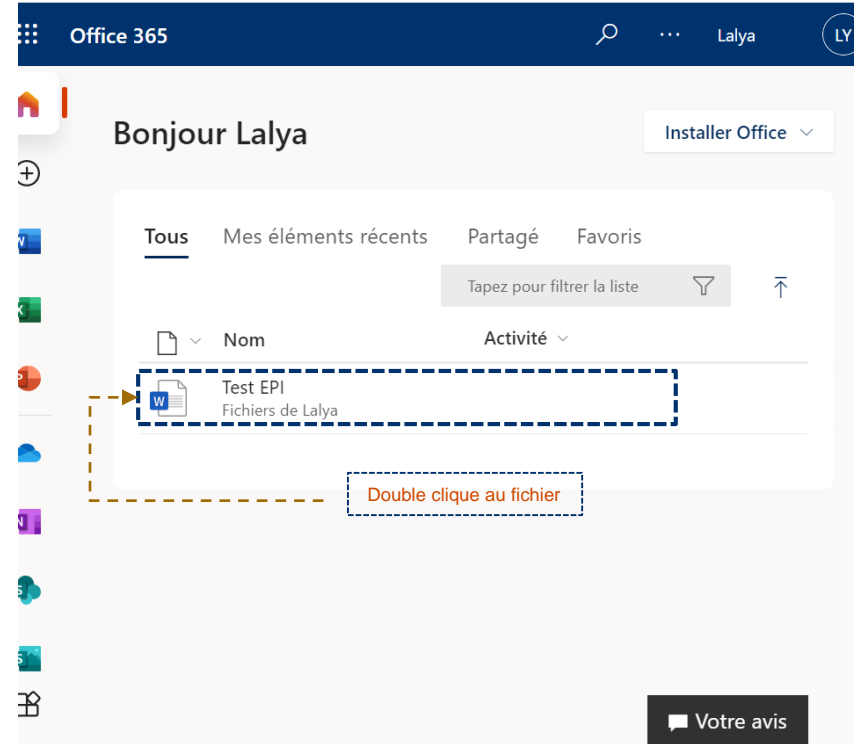 Office 365
Lalya
LY
Bonjour Lalya
Installer Office
Tous Mes éléments récents Partagé Favoris
Tapez pour filtrer la liste
Nom Activité
W
Test EPI
Fichiers de Lalya
Double clique au fichier
Votre avis